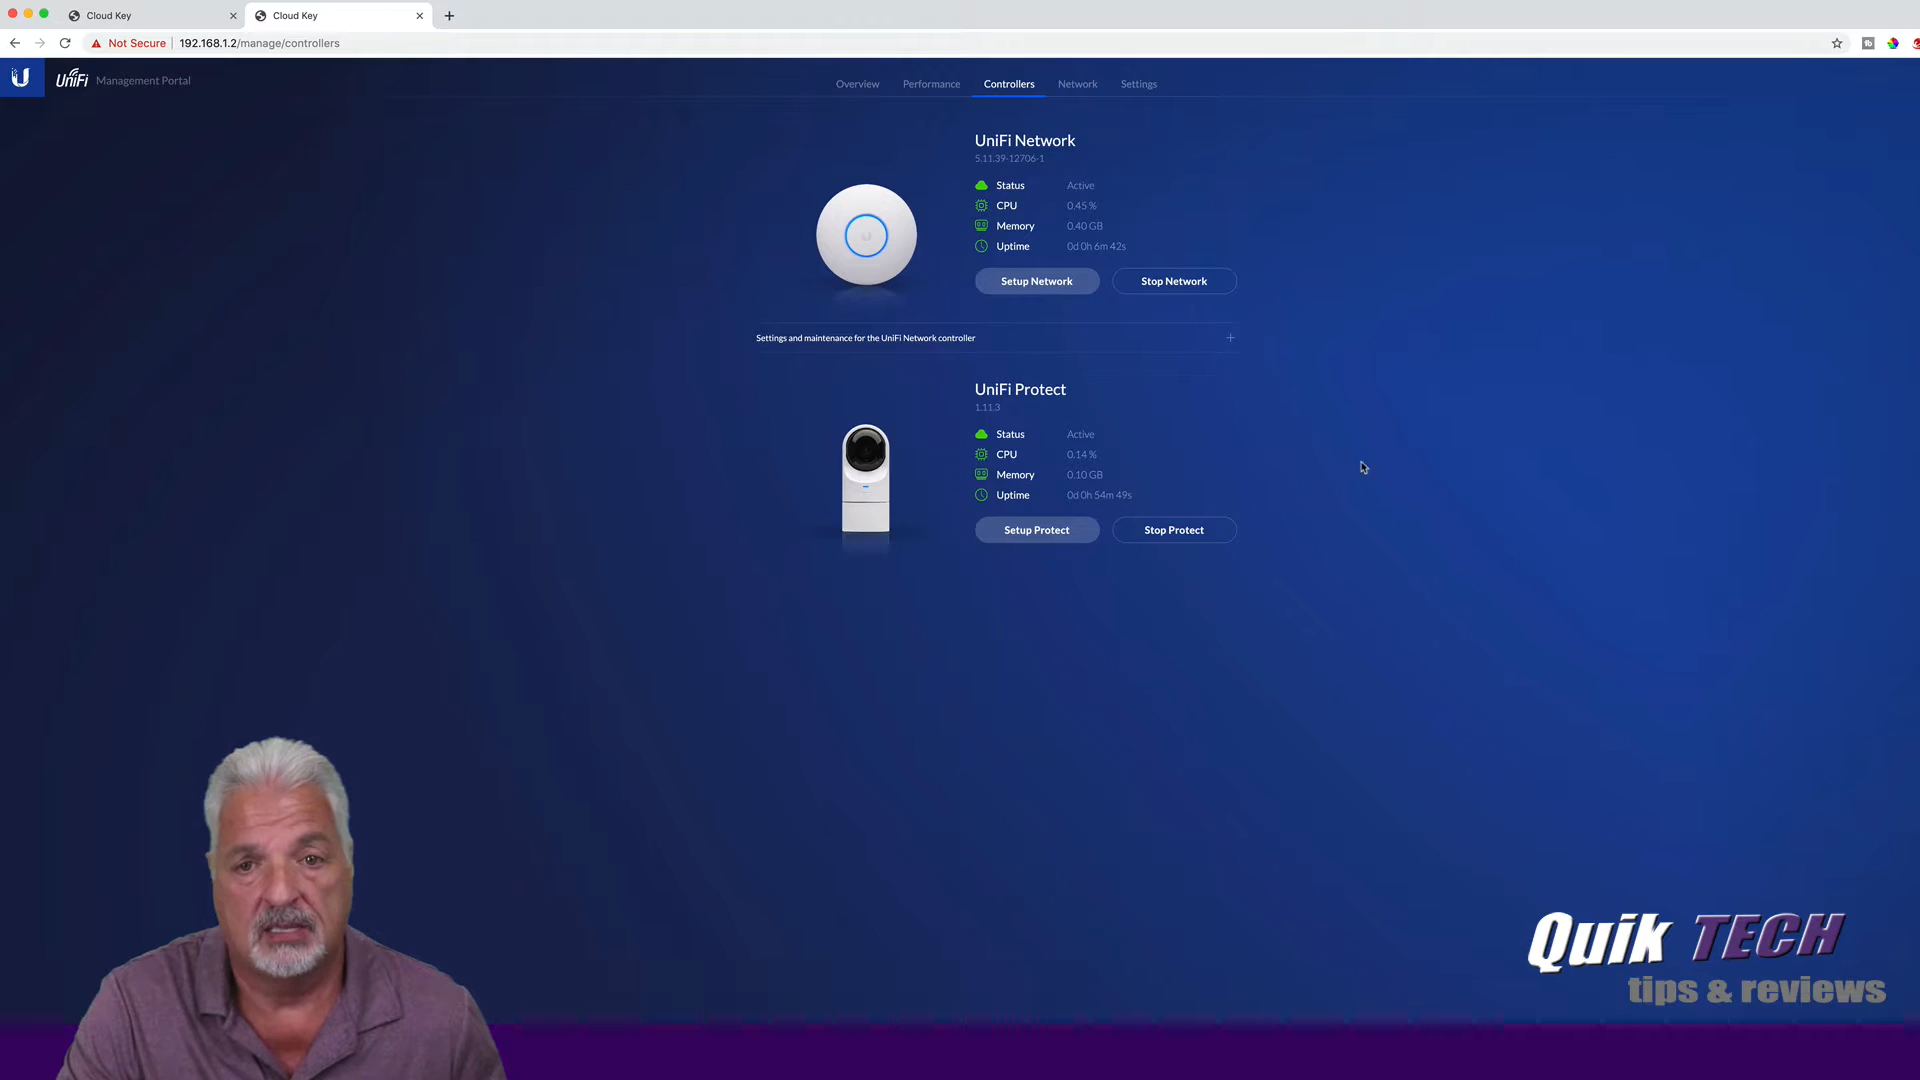 Cloud Key
Cloud Key
Not Secure
192.168.1.2/manage/controllers
UniFi Management Portal
Overview
Performance
Controllers
Network
Settings
UniFi Network
5.11.39-12706-1
Status Active
CPU 0.45 %
Memory 0.40 GB
Uptime 0d 0h 6m 42s
Setup Network
Stop Network
Settings and maintenance for the UniFi Network controller
UniFi Protect
1.11.3
Status Active
CPU 0.14 %
Memory 0.10 GB
Uptime 0d 0h 54m 49s
Setup Protect
Stop Protect
Quik TECH
tips & reviews